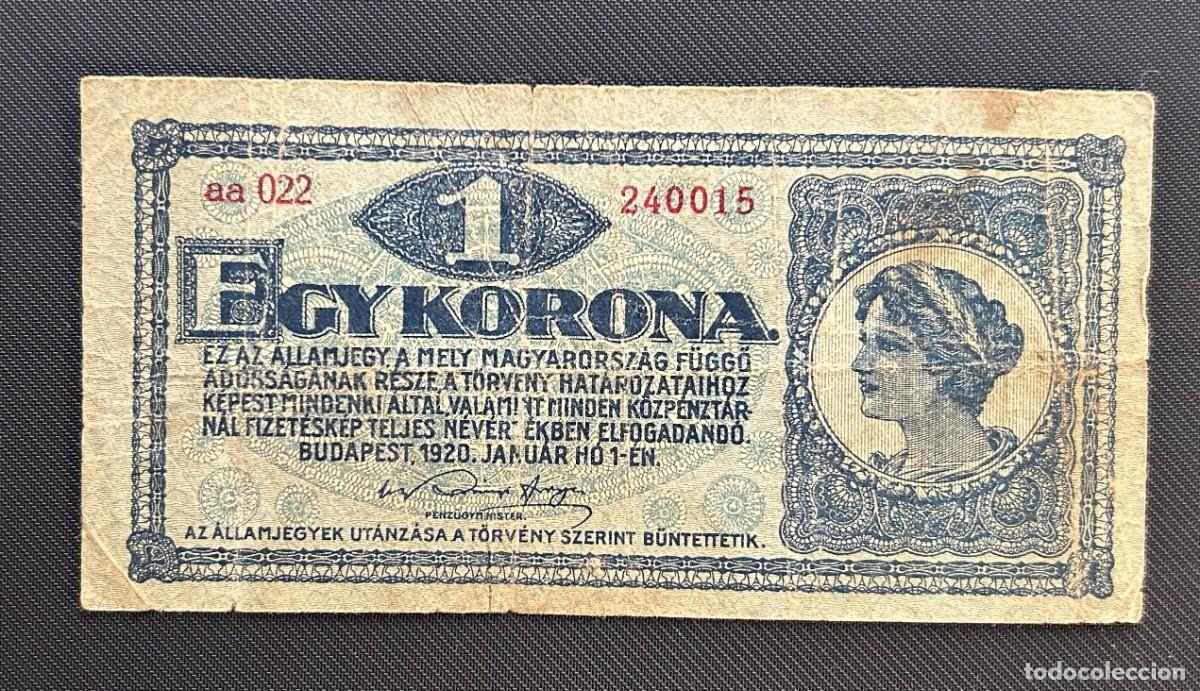 aa 022
1
240015
EGY KORONA.
EZ AZ ÁLLAMJEGY A MELY MAGYARORSZÁG FÜGGŐ
ADÓSSÁGÁNAK RÉSZE, A TÖRVÉNY HATÁROZATAIHOZ
KÉPEST MINDENKI ÁLTAL, VALAMINT MINDEN KÖZPÉNZTÁR-
NÁL FIZETÉSKÉP TELJES NÉVÉRTÉKBEN ELFOGADANDÓ.
BUDAPEST, 1920. JANUÁR HÓ 1-ÉN.
PÉNZÜGYMINISTER.
AZ ÁLLAMJEGYEK UTÁNZÁSA A TÖRVÉNY SZERINT BÜNTETTETIK.
todocoleccion